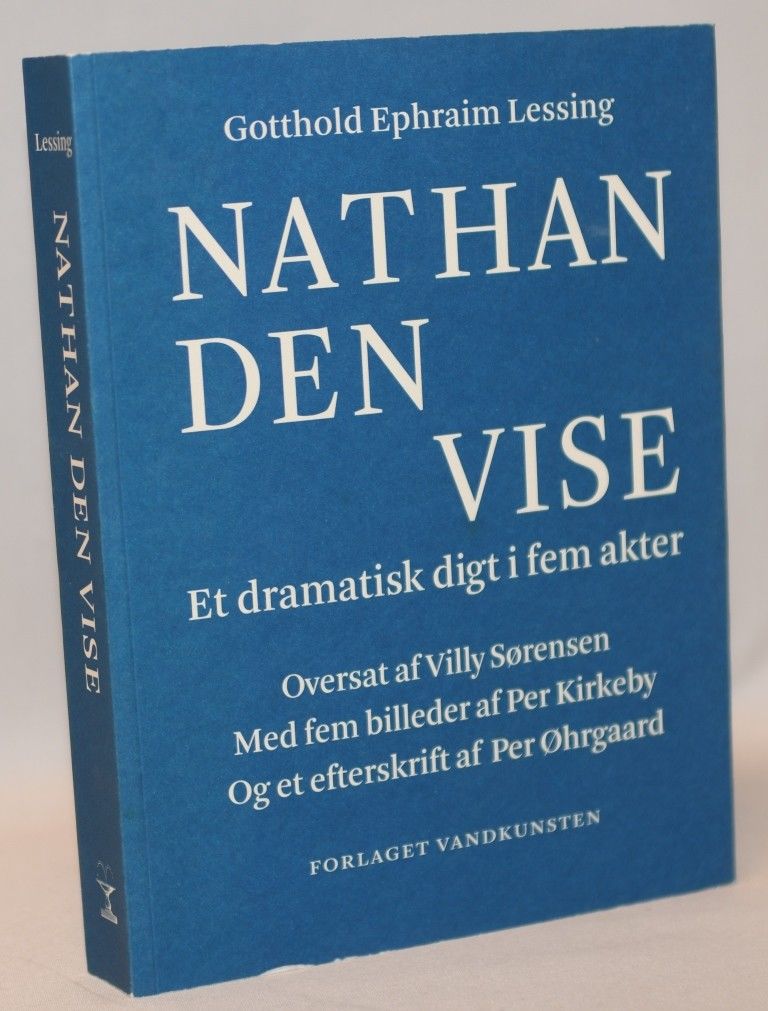 Lessing
NATHAN DEN VISE
Gotthold Ephraim Lessing
NATHAN
DEN
VISE
Et dramatisk digt i fem akter
Oversat af Villy Sørensen
Med fem billeder af Per Kirkeby
Og et efterskrift af Per Øhrgaard
FORLAGET VANDKUNSTEN